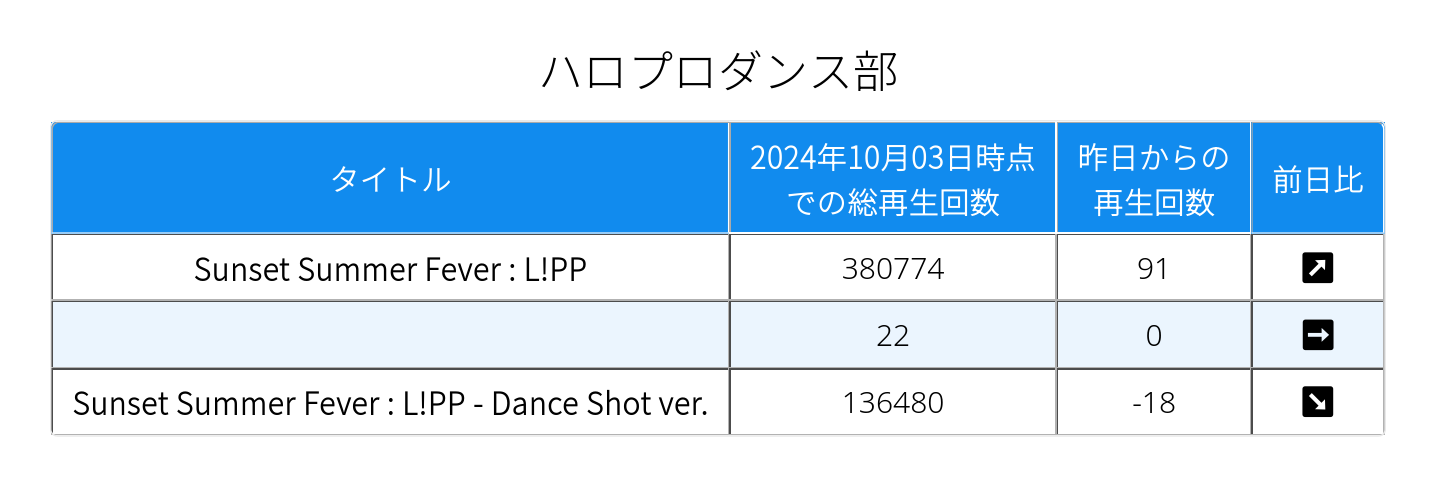 ハロプロダンス部
タイトル
2024年10月03日時点
での総再生回数
昨日からの
再生回数
前日比
Sunset Summer Fever : L!PP
380774
91
↗
22
0
→
Sunset Summer Fever : L!PP - Dance Shot ver.
136480
-18
↘